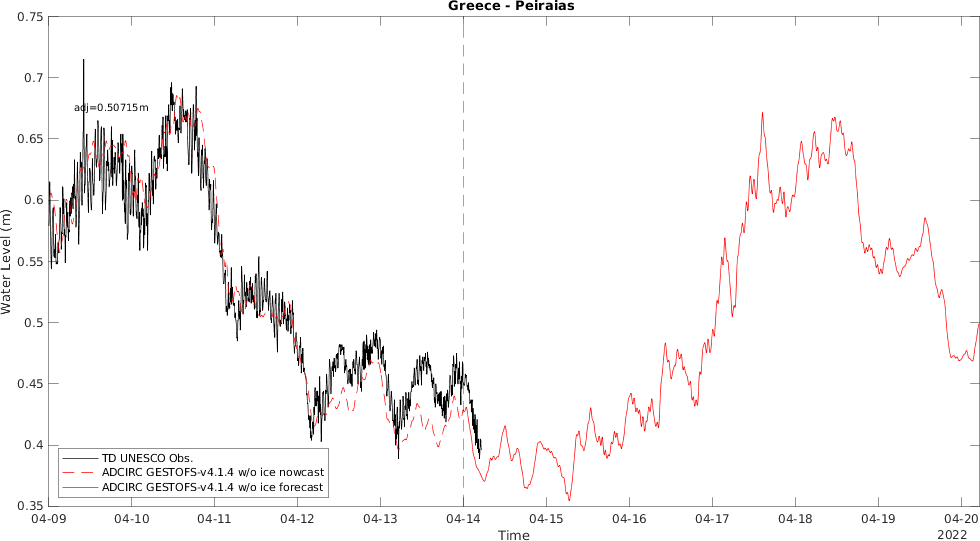 Greece - Peiraias
0.75
0.7
0.65
0.6
0.55
0.5
0.45
0.4
0.35
Water Level (m)
adj=0.50715m
TD UNESCO Obs.
ADCIRC GESTOFS-v4.1.4 w/o ice nowcast
ADCIRC GESTOFS-v4.1.4 w/o ice forecast
04-09 04-10 04-11 04-12 04-13 04-14 04-15 04-16 04-17 04-18 04-19 04-20
Time
2022